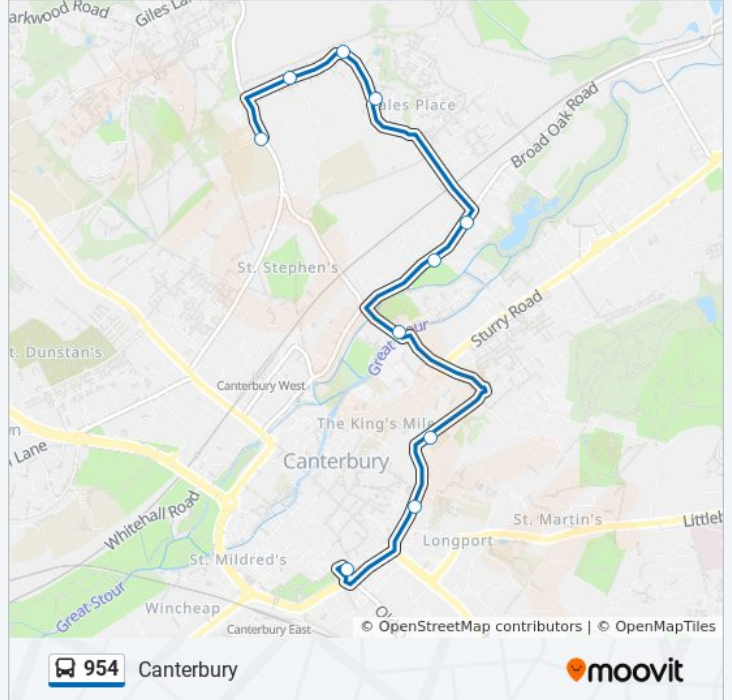 arkwood Road
Giles La
ales Place
Broad Oak Road
St. Stephen's
Sturry Road
Great Stour
t. Dunstan's
Canterbury West
The King's Mile
Canterbury
n Lane
Whitehall Road
St. Martin's
Littleb
Longport
St. Mildred's
Great Stour
Wincheap
Canterbury East
Ol
© OpenStreetMap contributors | © OpenMapTiles
954 Canterbury
moovit